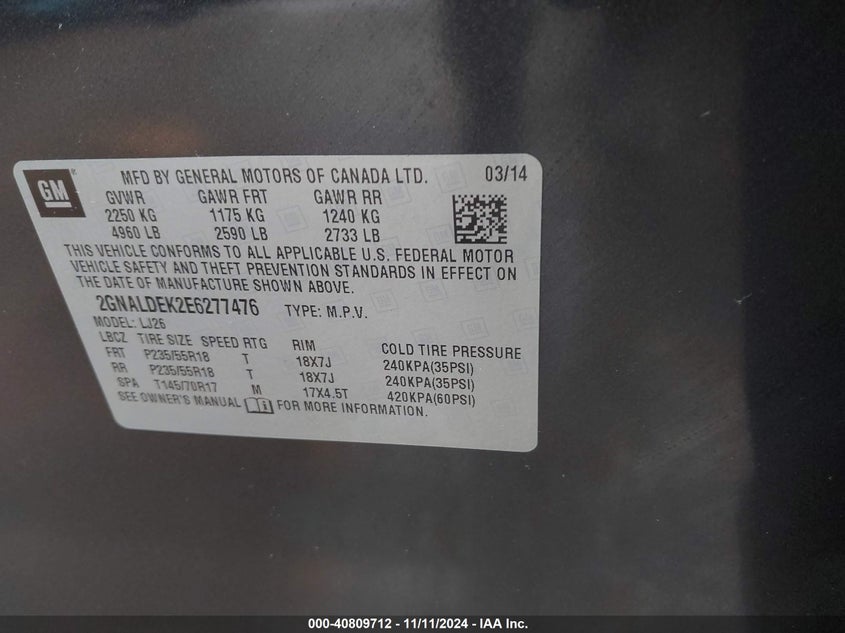 GM
MFD BY GENERAL MOTORS OF CANADA LTD. 03/14
GVWR GAWR FRT GAWR RR
2250 KG 1175 KG 1240 KG
4960 LB 2590 LB 2733 LB
THIS VEHICLE CONFORMS TO ALL APPLICABLE U.S. FEDERAL MOTOR
VEHICLE SAFETY AND THEFT PREVENTION STANDARDS IN EFFECT ON
THE DATE OF MANUFACTURE SHOWN ABOVE.
2GNALDEK2E6277476 TYPE: M.P.V.
MODEL: LJ26
LBCZ TIRE SIZE SPEED RTG RIM COLD TIRE PRESSURE
FRT P235/55R18 T 18X7J 240KPA(35PSI)
RR P235/55R18 T 18X7J 240KPA(35PSI)
SPA T145/70R17 M 17X4.5T 420KPA(60PSI)
SEE OWNER'S MANUAL FOR MORE INFORMATION.
000-40809712 - 11/11/2024 - IAA Inc.